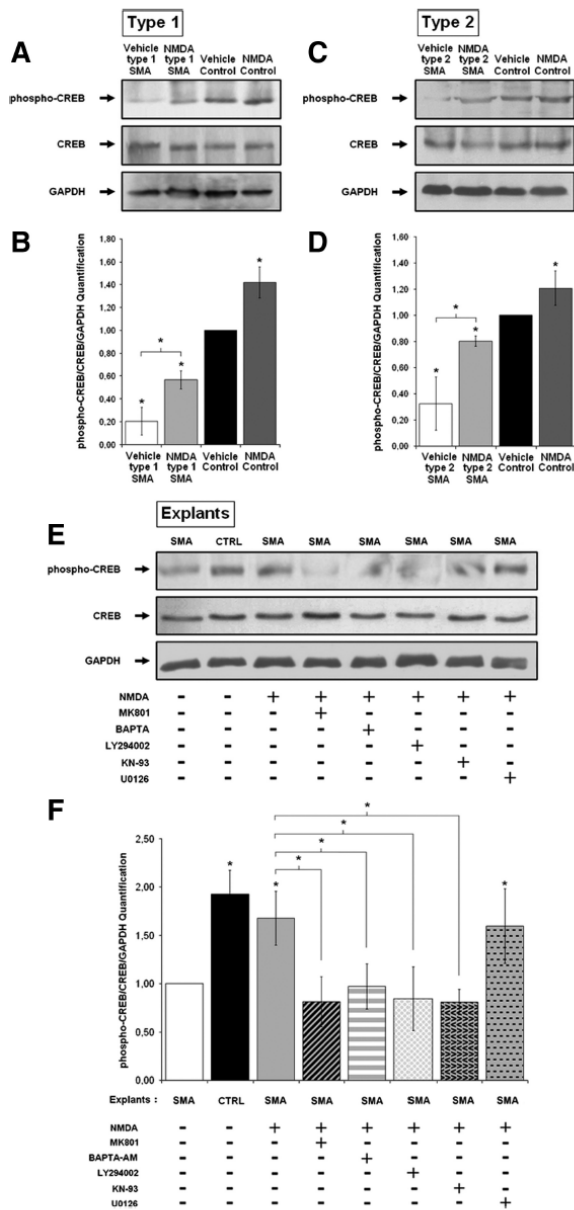 Type 1
A
Vehicle type 1 SMA
NMDA type 1 SMA
Vehicle Control
NMDA Control
phospho-CREB
CREB
GAPDH
B
phospho-CREB/CREB/GAPDH Quantification
1,80
1,60
1,40
1,20
1,00
0,80
0,60
0,40
0,20
0,00
*
*
*
*
Vehicle type 1 SMA
NMDA type 1 SMA
Vehicle Control
NMDA Control
Type 2
C
Vehicle type 2 SMA
NMDA type 2 SMA
Vehicle Control
NMDA Control
phospho-CREB
CREB
GAPDH
D
phospho-CREB/CREB/GAPDH Quantification
1,60
1,40
1,20
1,00
0,80
0,60
0,40
0,20
0,00
*
*
*
*
Vehicle type 2 SMA
NMDA type 2 SMA
Vehicle Control
NMDA Control
Explants
E
SMA CTRL SMA SMA SMA SMA SMA SMA
phospho-CREB
CREB
GAPDH
NMDA - - + + + + + +
MK801 - - - + - - - -
BAPTA - - - - + - - -
LY294002 - - - - - + - -
KN-93 - - - - - - + -
U0126 - - - - - - - +
F
phospho-CREB/CREB/GAPDH Quantification
2,50
2,00
1,50
1,00
0,50
0,00
*
*
*
*
*
*
*
Explants : SMA CTRL SMA SMA SMA SMA SMA SMA
NMDA - - + + + + + +
MK801 - - - + - - - -
BAPTA-AM - - - - + - - -
LY294002 - - - - - + - -
KN-93 - - - - - - + -
U0126 - - - - - - - +